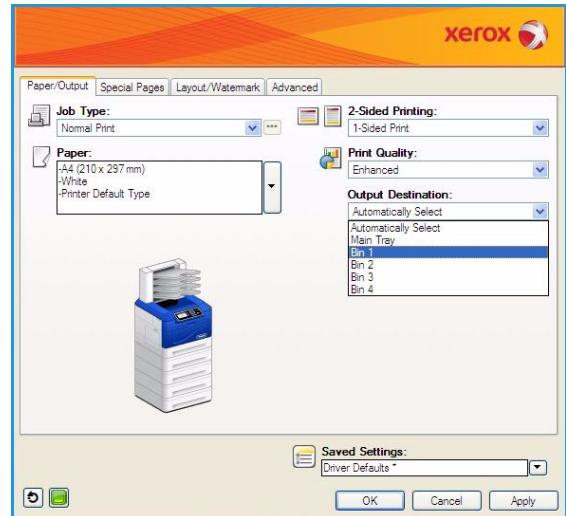 xerox
Paper/Output Special Pages Layout/Watermark Advanced
Job Type:
Normal Print
Paper:
-A4 (210 x 297 mm)
-White
-Printer Default Type
2-Sided Printing:
1-Sided Print
Print Quality:
Enhanced
Output Destination:
Automatically Select
Automatically Select
Main Tray
Bin 1
Bin 2
Bin 3
Bin 4
Saved Settings:
Driver Defaults *
OK Cancel Apply